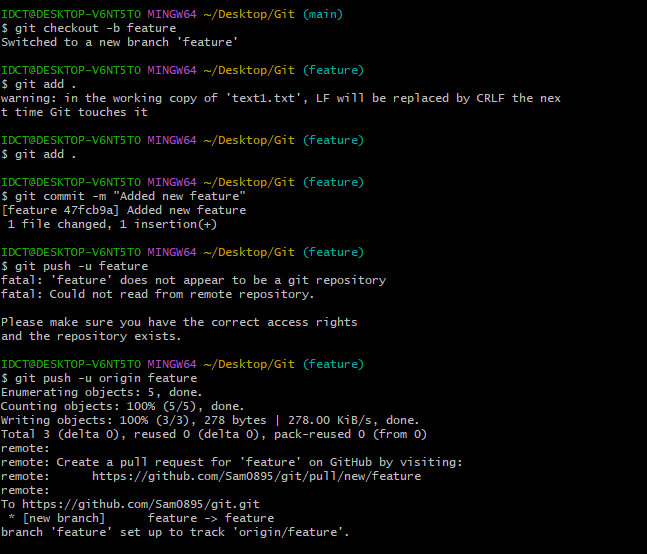 IDCT@DESKTOP-V6NT5TO MINGW64 ~/Desktop/Git (main)
$ git checkout -b feature
Switched to a new branch 'feature'
IDCT@DESKTOP-V6NT5TO MINGW64 ~/Desktop/Git (feature)
$ git add .
warning: in the working copy of 'text1.txt', LF will be replaced by CRLF the nex
t time Git touches it
IDCT@DESKTOP-V6NT5TO MINGW64 ~/Desktop/Git (feature)
$ git add .
IDCT@DESKTOP-V6NT5TO MINGW64 ~/Desktop/Git (feature)
$ git commit -m "Added new feature"
[feature 47fcb9a] Added new feature
 1 file changed, 1 insertion(+)
IDCT@DESKTOP-V6NT5TO MINGW64 ~/Desktop/Git (feature)
$ git push -u feature
fatal: 'feature' does not appear to be a git repository
fatal: Could not read from remote repository.
Please make sure you have the correct access rights
and the repository exists.
IDCT@DESKTOP-V6NT5TO MINGW64 ~/Desktop/Git (feature)
$ git push -u origin feature
Enumerating objects: 5, done.
Counting objects: 100% (5/5), done.
Writing objects: 100% (3/3), 278 bytes | 278.00 KiB/s, done.
Total 3 (delta 0), reused 0 (delta 0), pack-reused 0 (from 0)
remote:
remote: Create a pull request for 'feature' on GitHub by visiting:
remote:      https://github.com/Sam0895/git/pull/new/feature
remote:
To https://github.com/Sam0895/git.git
 * [new branch]      feature -> feature
branch 'feature' set up to track 'origin/feature'.